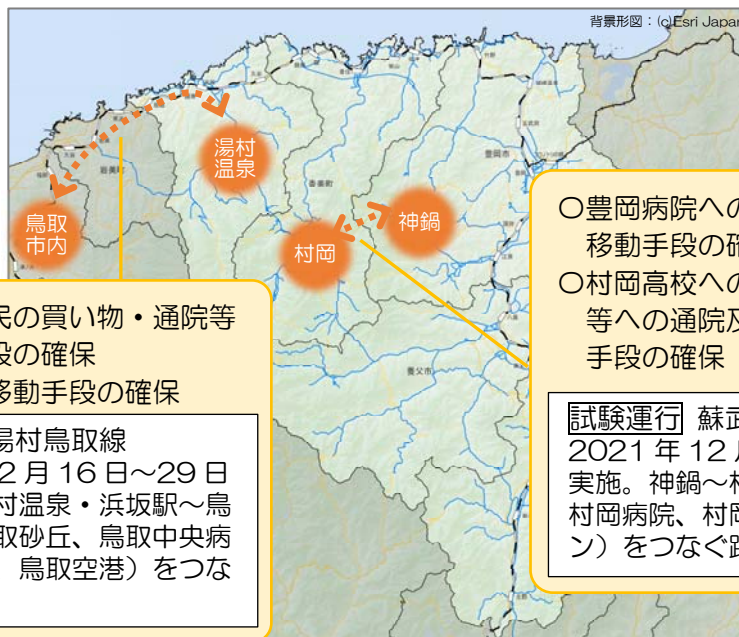 背景形図：(c)Esri Japan
湯村
温泉
鳥取
市内
村岡
神鍋
豊岡市
香美町
岩美町
養父市
民の買い物・通院等
段の確保
移動手段の確保
湯村鳥取線
2月16日～29日
村温泉・浜坂駅～鳥
取砂丘、鳥取中央病
鳥取空港）をつな
〇豊岡病院への
移動手段の確
〇村岡高校への
等への通院及
手段の確保
試験運行 蘇武
2021年12月
実施。神鍋～村
村岡病院、村岡
ン）をつなぐ路